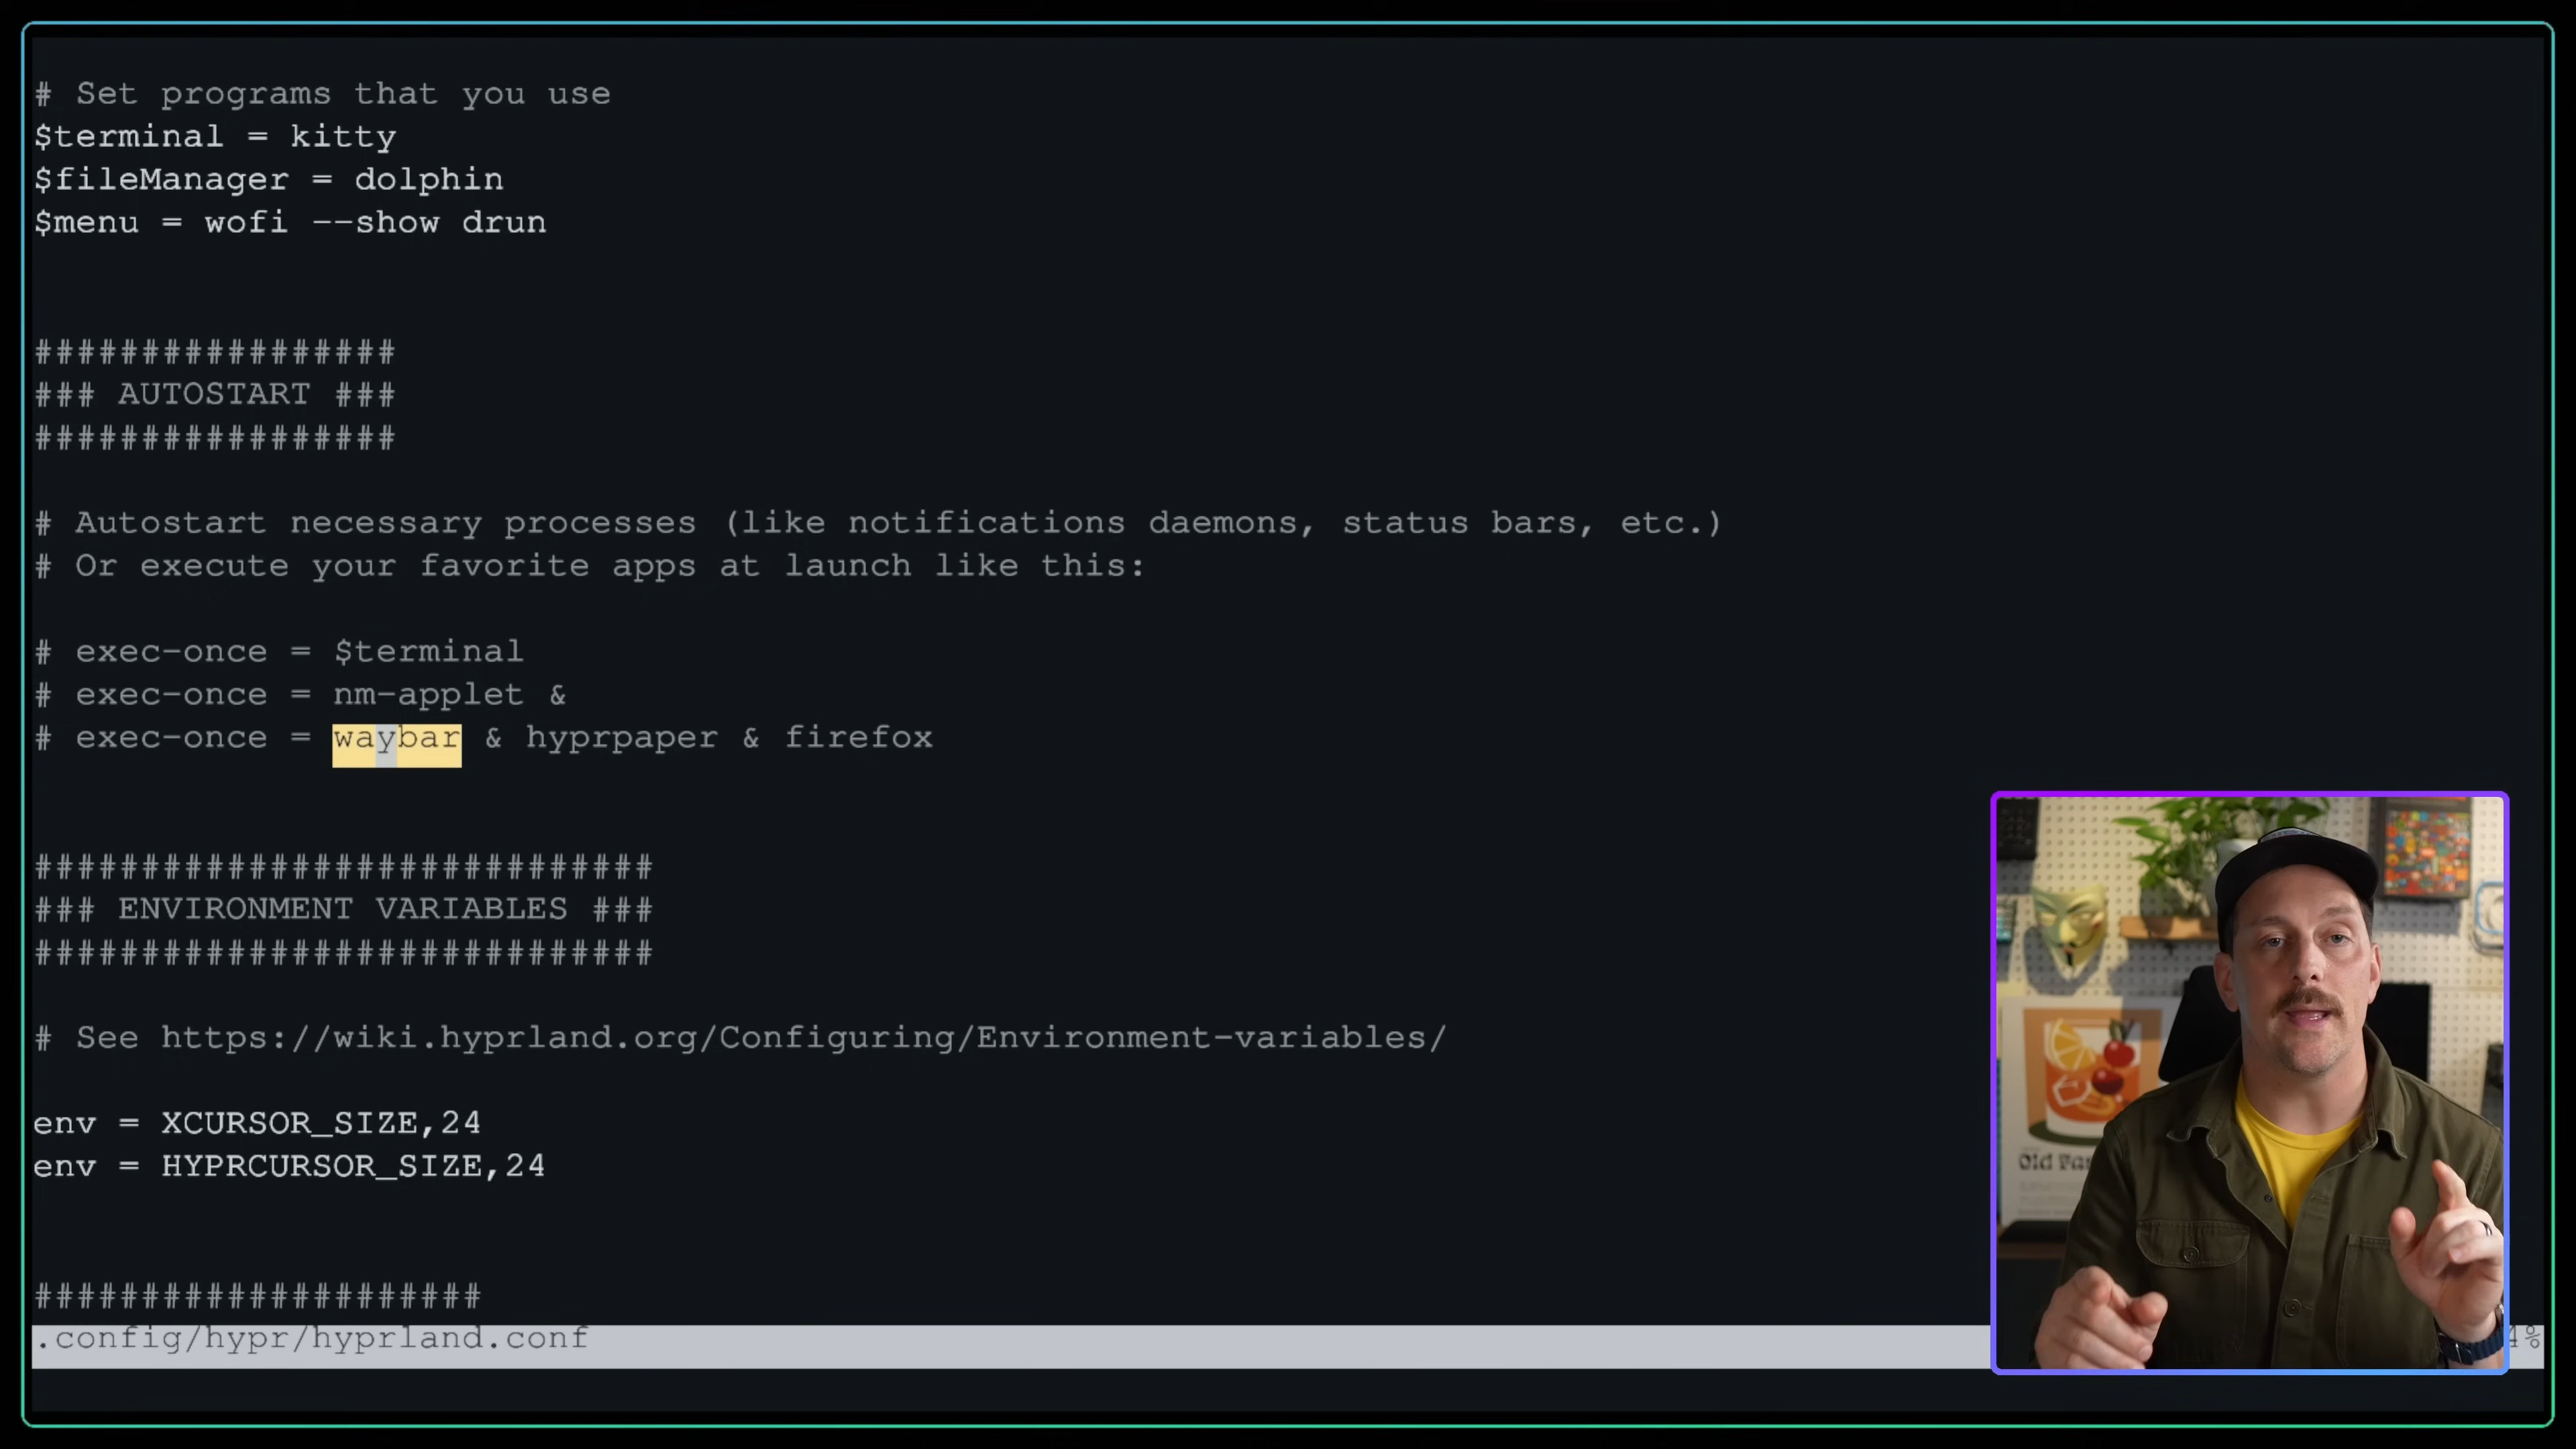 # Set programs that you use
$terminal = kitty
$fileManager = dolphin
$menu = wofi --show drun
#################
### AUTOSTART ###
#################
# Autostart necessary processes (like notifications daemons, status bars, etc.)
# Or execute your favorite apps at launch like this:
# exec-once = $terminal
# exec-once = nm-applet &
# exec-once = waybar & hyprpaper & firefox
#############################
### ENVIRONMENT VARIABLES ###
#############################
# See https://wiki.hyprland.org/Configuring/Environment-variables/
env = XCURSOR_SIZE,24
env = HYPRCURSOR_SIZE,24
#####################
.config/hypr/hyprland.conf
Old